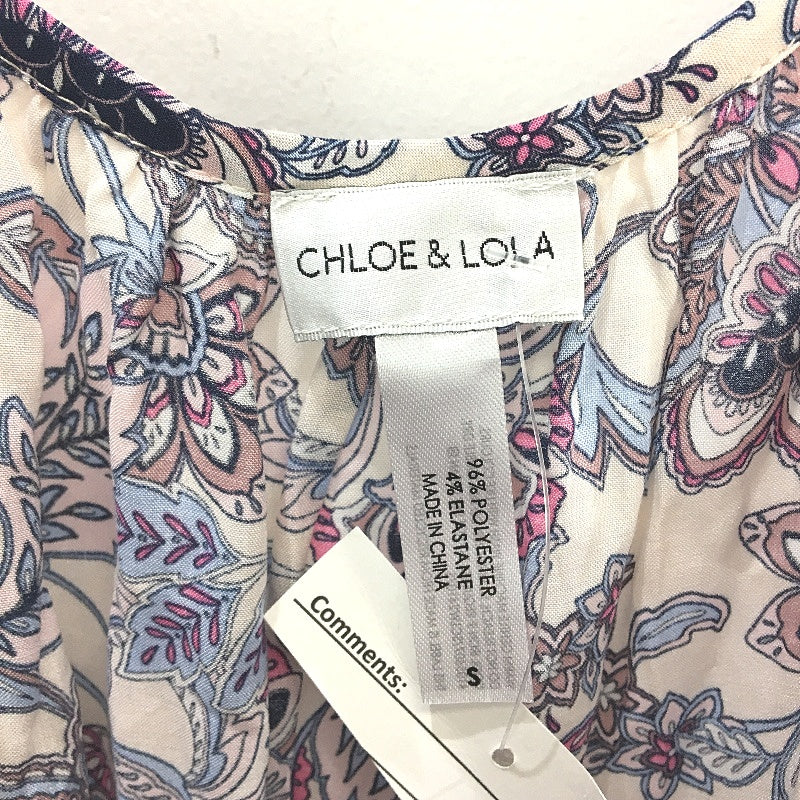 CHLOE & LOLA
96% POLYESTER
4% ELASTANE
MADE IN CHINA
S
Comments: